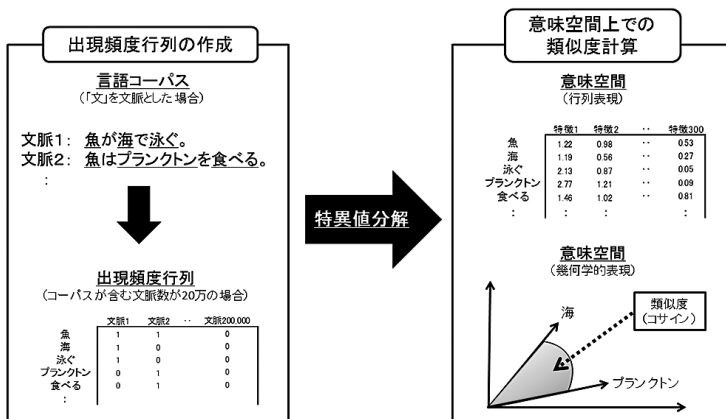 出現頻度行列の作成
言語コーパス
(「文」を文脈とした場合)
文脈1: 魚が海で泳ぐ。
文脈2: 魚はプランクトンを食べる。
:
出現頻度行列
(コーパスが含む文脈数が20万の場合)
文脈1 文脈2 ‥ 文脈200,000
魚 1 1 0
海 1 0 0
泳ぐ 1 0 0
プランクトン 0 1 0
食べる 0 1 0
:
特異値分解
意味空間上での
類似度計算
意味空間
(行列表現)
特徴1 特徴2 ‥ 特徴300
魚 1.22 0.98 ‥ 0.53
海 1.19 0.56 ‥ 0.27
泳ぐ 2.13 0.87 ‥ 0.05
プランクトン 2.77 1.21 ‥ 0.09
食べる 1.46 1.02 ‥ 0.81
: : : :
意味空間
(幾何学的表現)
海
類似度
(コサイン)
プランクトン